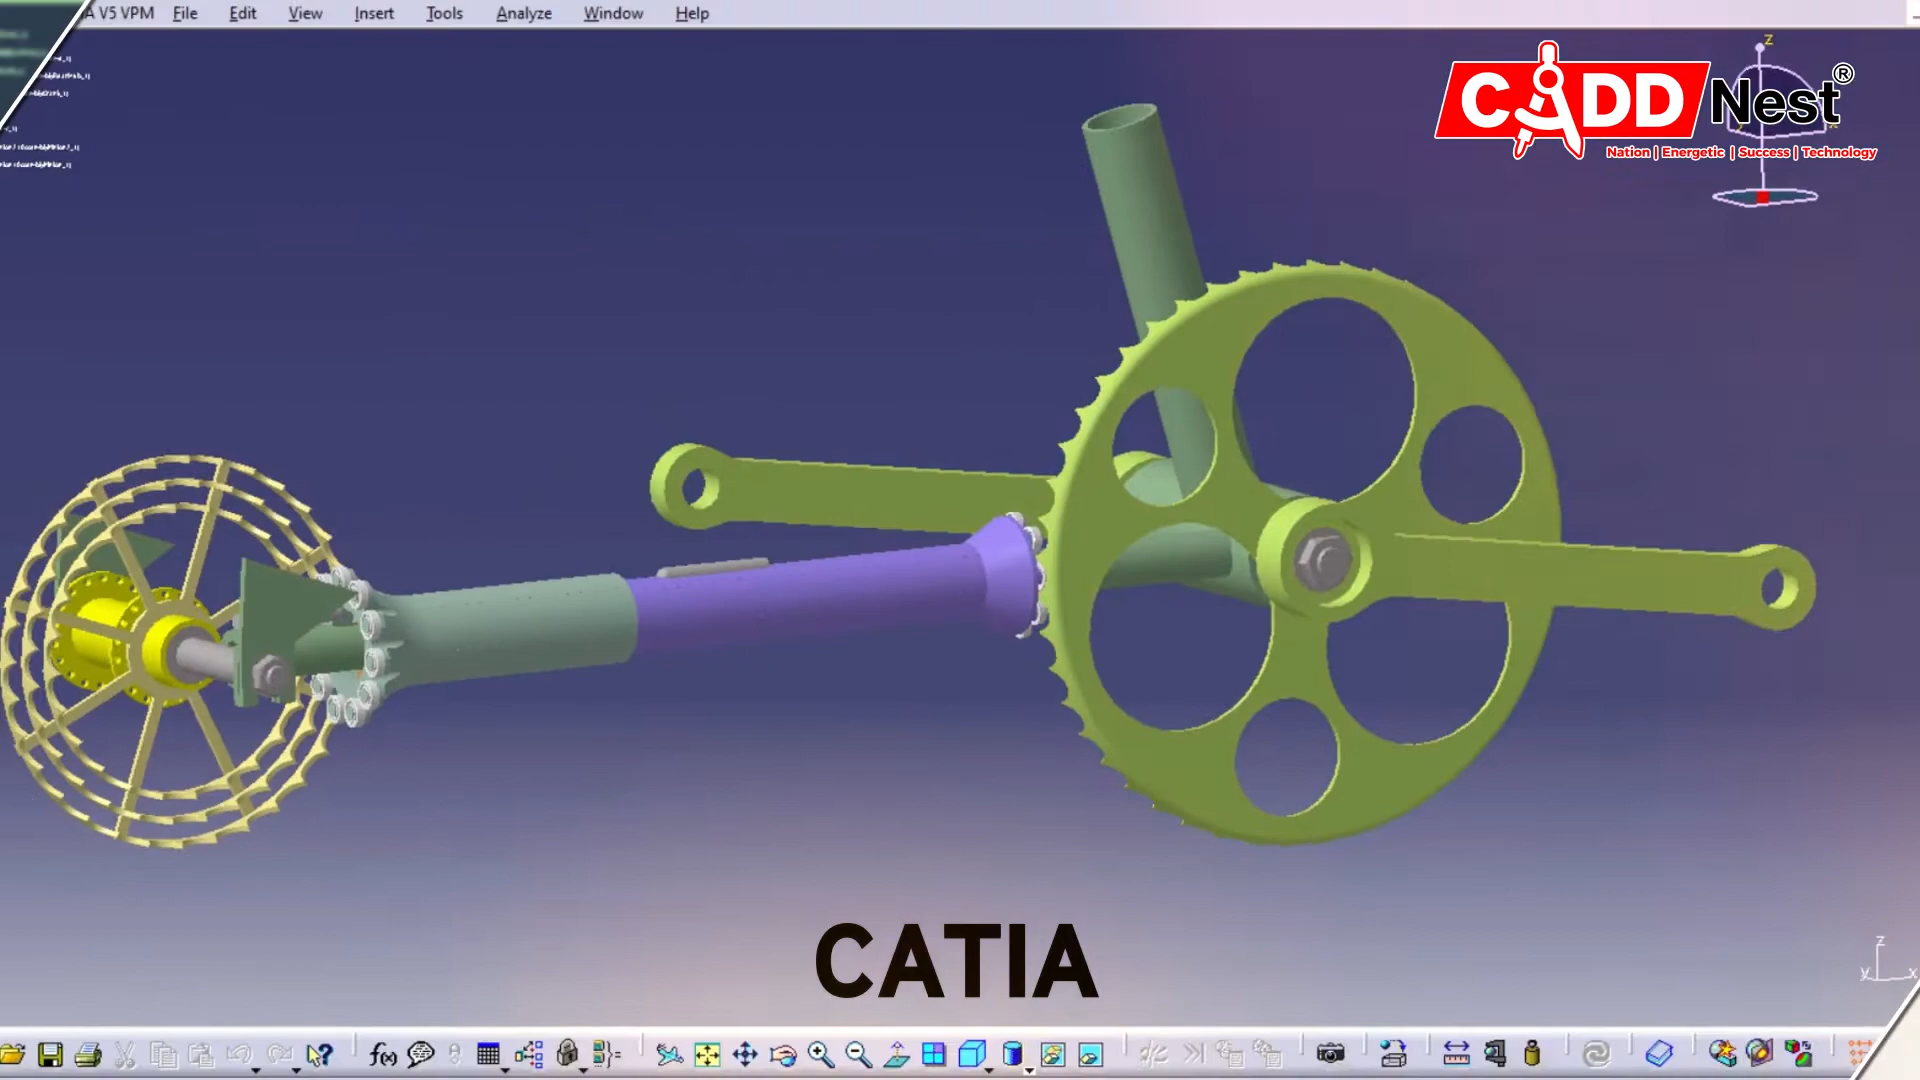 A V5 VPM File Edit View Insert Tools Analyze Window Help
CADD Nest®
Nation | Energetic | Success | Technology
z
x
CATIA
z
y x
f(x)